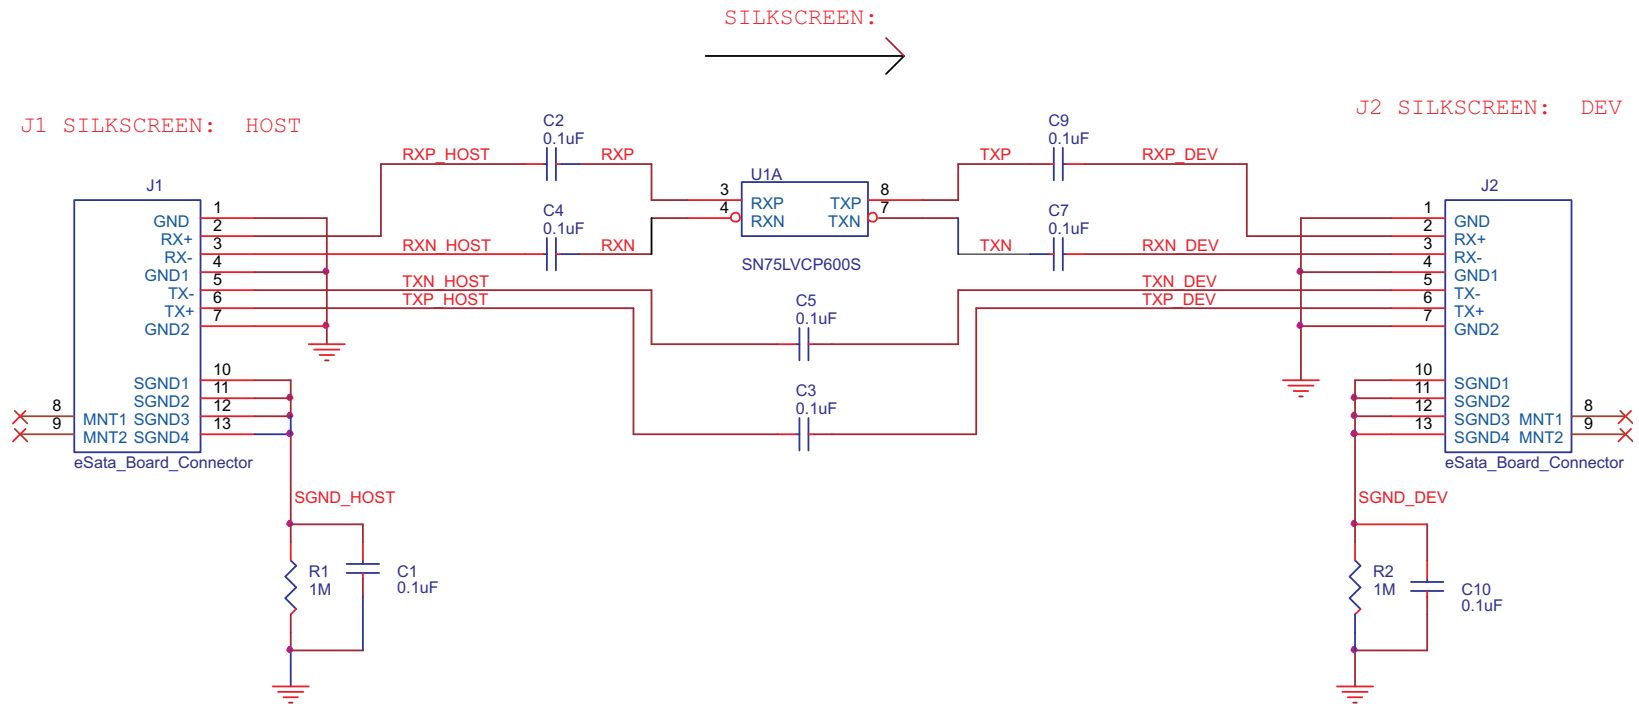 SILKSCREEN:
J1 SILKSCREEN: HOST
J2 SILKSCREEN: DEV
J1
1
GND
2
RX+
3
RX-
4
GND1
5
TX-
6
TX+
7
GND2
10
SGND1
11
SGND2
12
SGND3
13
SGND4
8
MNT1
9
MNT2
eSata_Board_Connector
SGND_HOST
R1
1M
C1
0.1uF
RXP_HOST
C2
0.1uF
RXP
RXN_HOST
C4
0.1uF
RXN
TXN_HOST
TXP_HOST
U1A
3
RXP
4
RXN
8
TXP
7
TXN
SN75LVCP600S
C5
0.1uF
C3
0.1uF
TXP
C9
0.1uF
RXP_DEV
TXN
C7
0.1uF
RXN_DEV
TXN_DEV
TXP_DEV
J2
1
GND
2
RX+
3
RX-
4
GND1
5
TX-
6
TX+
7
GND2
10
SGND1
11
SGND2
12
SGND3
13
SGND4
8
MNT1
9
MNT2
eSata_Board_Connector
SGND_DEV
R2
1M
C10
0.1uF